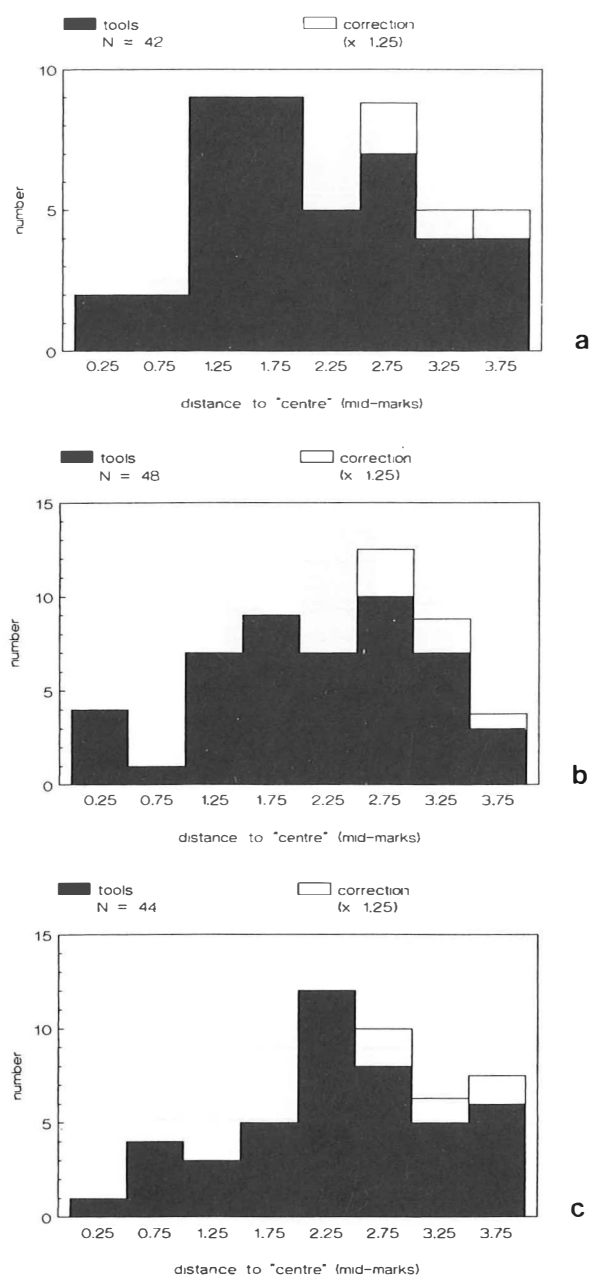 tools correction
N = 42 (x 1.25)
10
5
0
number
0.25 0.75 1.25 1.75 2.25 2.75 3.25 3.75
distance to "centre" (mid-marks)
a
tools correction
N = 48 (x 1.25)
15
10
5
0
number
0.25 0.75 1.25 1.75 2.25 2.75 3.25 3.75
distance to "centre" (mid-marks)
b
tools correction
N = 44 (x 1.25)
15
10
5
0
number
0.25 0.75 1.25 1.75 2.25 2.75 3.25 3.75
distance to "centre" (mid-marks)
c